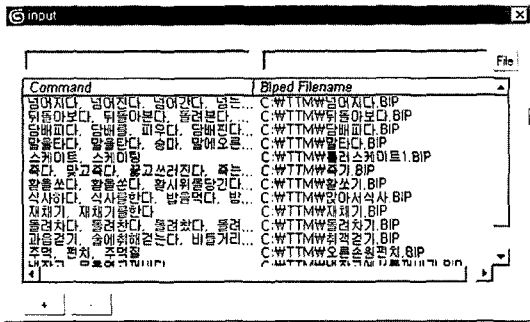 input
File
Command Biped Filename
넘어지다, 넘어진다, 넘어간다, 넘는... C:₩TTM₩넘어지다.BIP
뒤돌아보다, 뒤돌아본다, 돌려본다, ... C:₩TTM₩뒤돌아보다.BIP
담배피다, 담배를, 피우다, 담배핀다... C:₩TTM₩담배피다.BIP
말을타다, 말을탄다, 승마, 말에오른... C:₩TTM₩말타다.BIP
스케이트, 스케이팅 C:₩TTM₩롤러스케이트1.BIP
죽다, 맞고죽다, 꽃고쓰러진다, 죽는... C:₩TTM₩죽기.BIP
활을쏘다, 활을쏜다, 활시위를당긴다... C:₩TTM₩활쏘기.BIP
식사하다, 식사를한다, 밥을먹다, 밥... C:₩TTM₩앉아서식사.BIP
재채기, 재채기를한다 C:₩TTM₩재채기.BIP
돌려차다, 돌려찬다, 돌려찼다, 돌려... C:₩TTM₩돌려차기.BIP
과음걷기, 술에취해걷는다, 비틀거리... C:₩TTM₩취객걷기.BIP
주먹, 펀치, 주먹질 C:₩TTM₩오른손원펀치.BIP
+ -